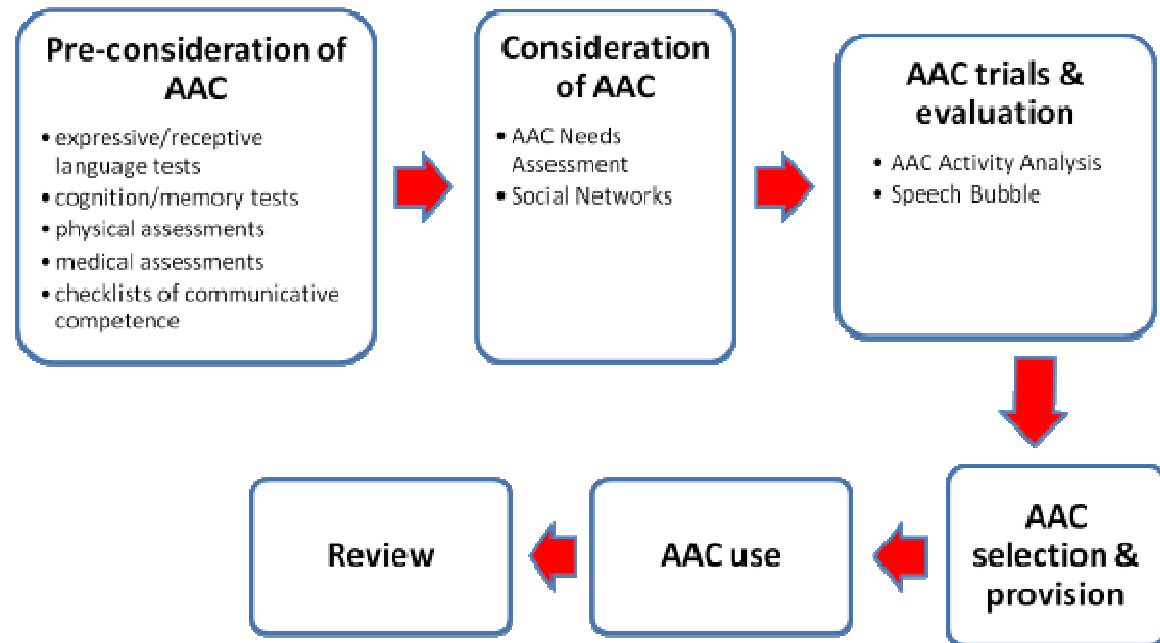 Pre-consideration of
AAC
• expressive/receptive
language tests
• cognition/memory tests
• physical assessments
• medical assessments
• checklists of communicative
competence
Consideration
of AAC
• AAC Needs
Assessment
• Social Networks
AAC trials &
evaluation
• AAC Activity Analysis
• Speech Bubble
AAC
selection &
provision
AAC use
Review